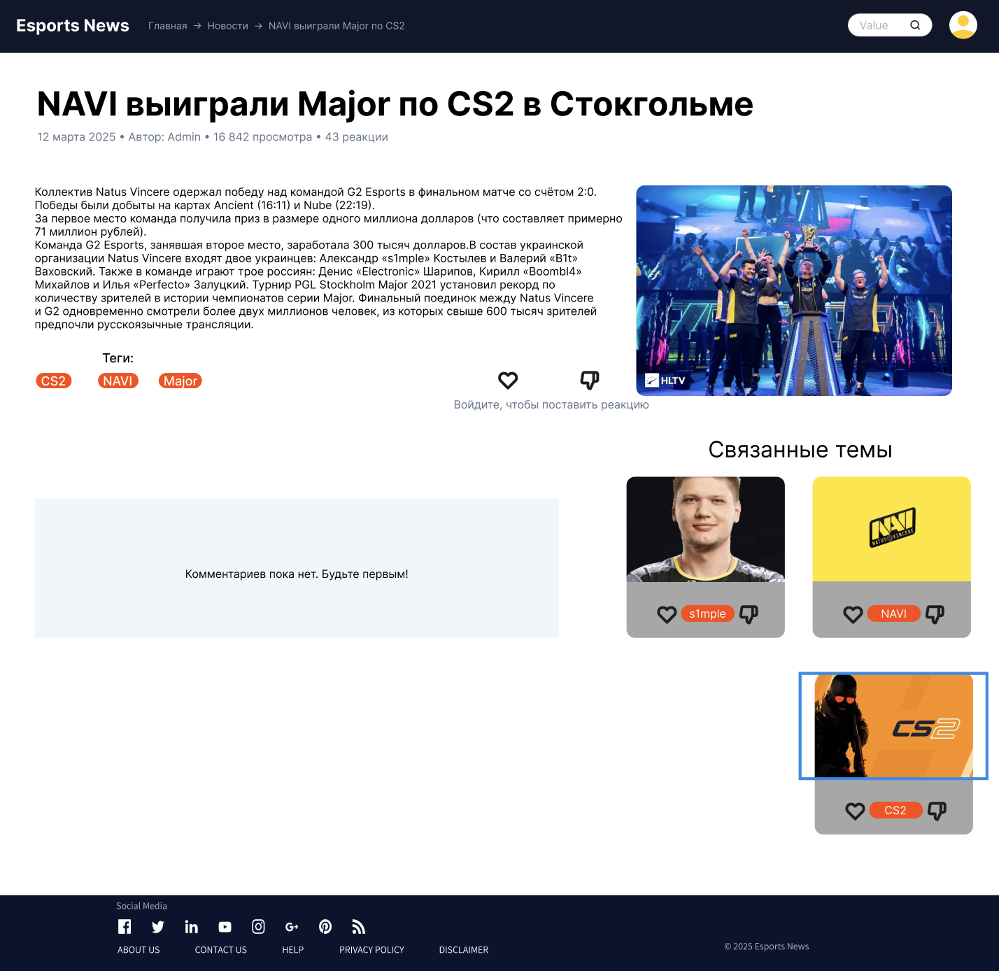 Esports News
Главная → Новости → NAVI выиграли Major по CS2
Value
NAVI выиграли Major по CS2 в Стокгольме
12 марта 2025 • Автор: Admin • 16 842 просмотра • 43 реакции
Коллектив Natus Vincere одержал победу над командой G2 Esports в финальном матче со счётом 2:0.
Победы были добыты на картах Ancient (16:11) и Nube (22:19).
За первое место команда получила приз в размере одного миллиона долларов (что составляет примерно
71 миллион рублей).
Команда G2 Esports, занявшая второе место, заработала 300 тысяч долларов.В состав украинской
организации Natus Vincere входят двое украинцев: Александр «s1mple» Костылев и Валерий «B1t»
Ваховский. Также в команде играют трое россиян: Денис «Electronic» Шарипов, Кирилл «Boombl4»
Михайлов и Илья «Perfecto» Залуцкий. Турнир PGL Stockholm Major 2021 установил рекорд по
количеству зрителей в истории чемпионатов серии Major. Финальный поединок между Natus Vincere
и G2 одновременно смотрели более двух миллионов человек, из которых свыше 600 тысяч зрителей
предпочли русскоязычные трансляции.
HLTV
Теги:
CS2 NAVI Major
Войдите, чтобы поставить реакцию
Связанные темы
NAVI
NATUS VINCERE
Комментариев пока нет. Будьте первым!
s1mple
NAVI
CS2
CS2
Social Media
ABOUT US CONTACT US HELP PRIVACY POLICY DISCLAIMER
© 2025 Esports News